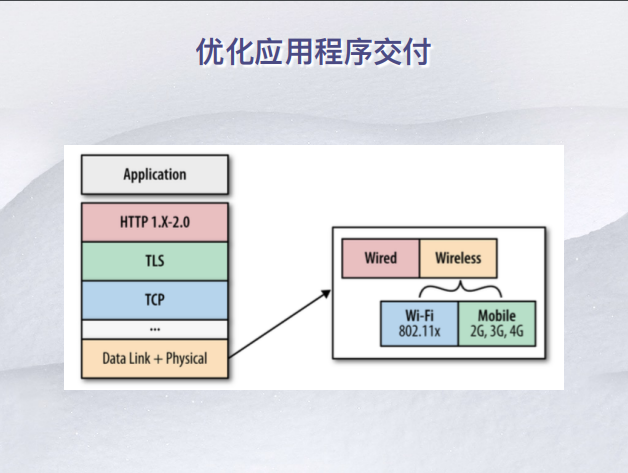 优化应用程序交付
Application
HTTP 1.X-2.0
TLS
TCP
...
Data Link + Physical
Wired
Wireless
Wi-Fi
802.11x
Mobile
2G, 3G, 4G